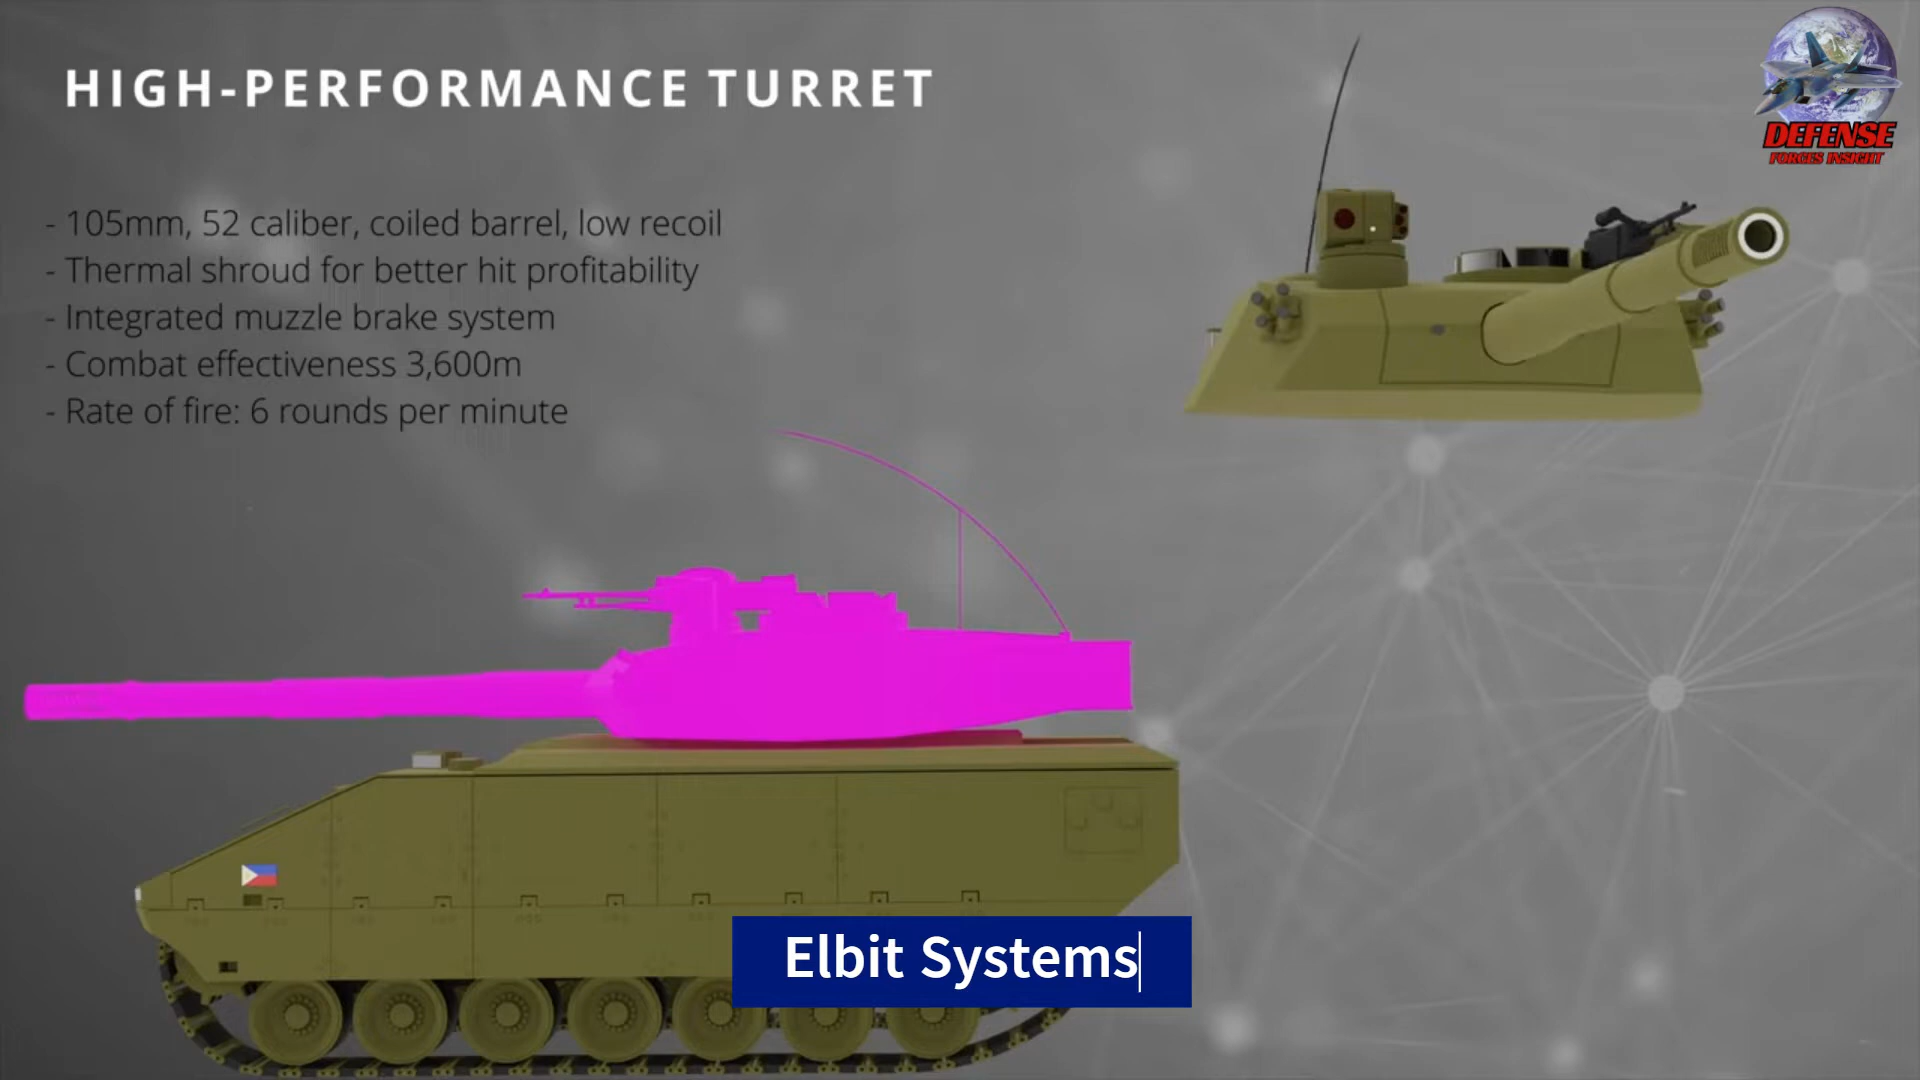 HIGH-PERFORMANCE TURRET
- 105mm, 52 caliber, coiled barrel, low recoil
- Thermal shroud for better hit profitability
- Integrated muzzle brake system
- Combat effectiveness 3,600m
- Rate of fire: 6 rounds per minute
DEFENSE
FORCES INSIGHT
Elbit Systems